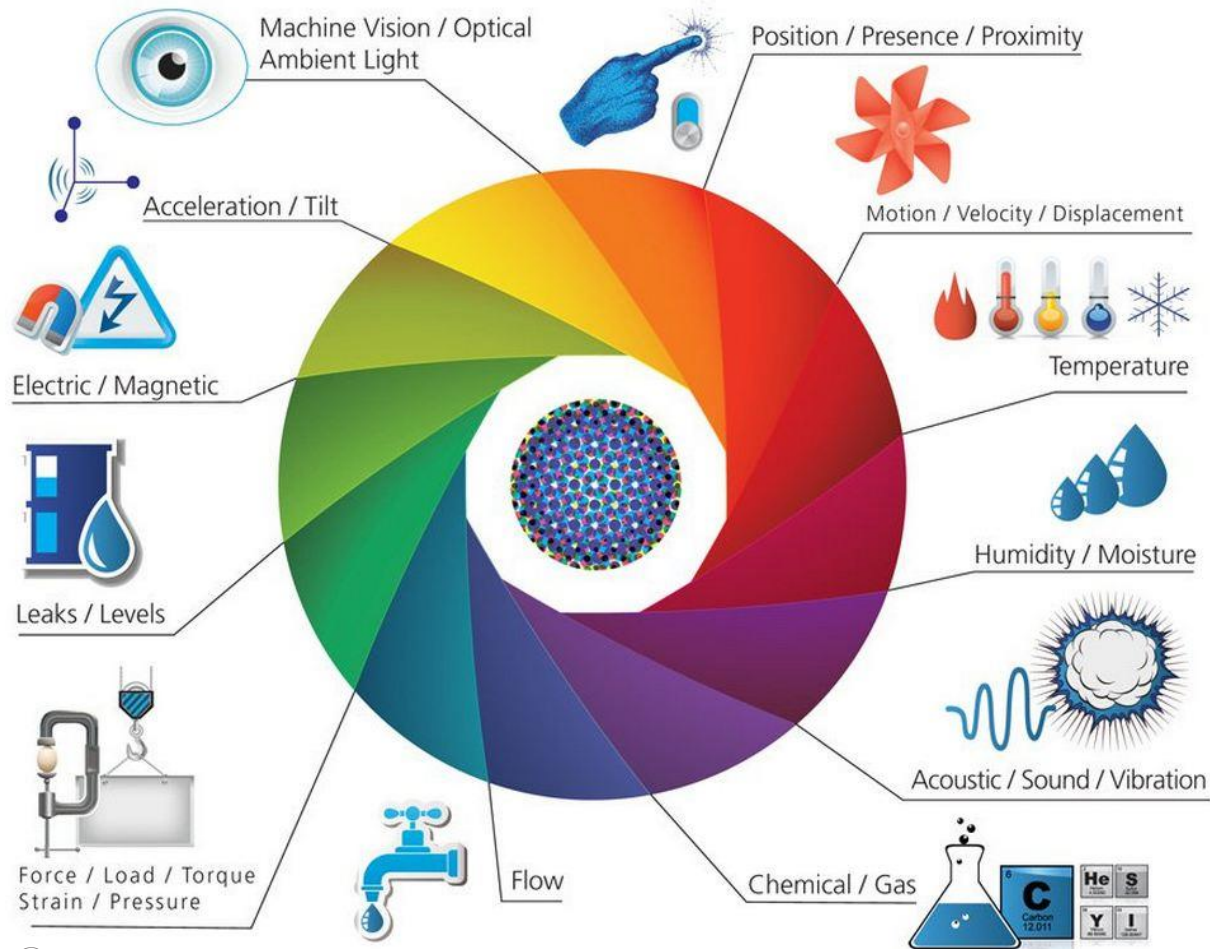 Machine Vision / Optical
Ambient Light
Position / Presence / Proximity
Acceleration / Tilt
Motion / Velocity / Displacement
Electric / Magnetic
Temperature
Leaks / Levels
Humidity / Moisture
Acoustic / Sound / Vibration
Force / Load / Torque
Strain / Pressure
Flow
Chemical / Gas
6
C
Carbon
12.011
He
S
Y
I